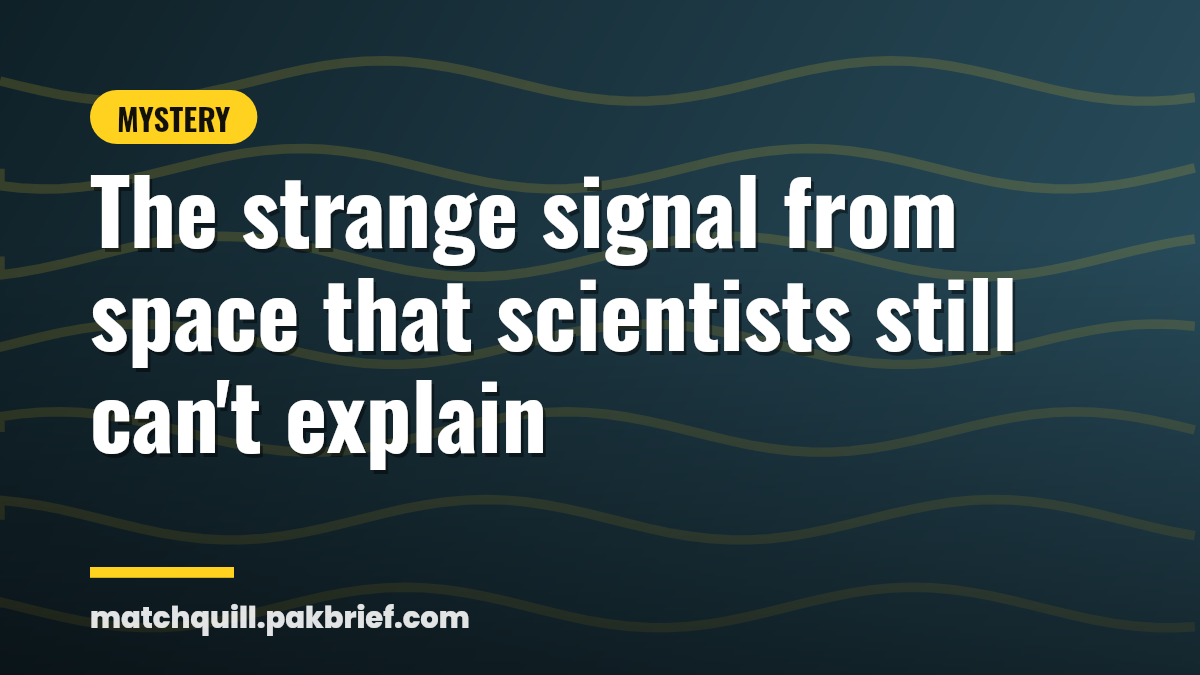 MYSTERY
The strange signal from
space that scientists still
can't explain
matchquill.pakbrief.com